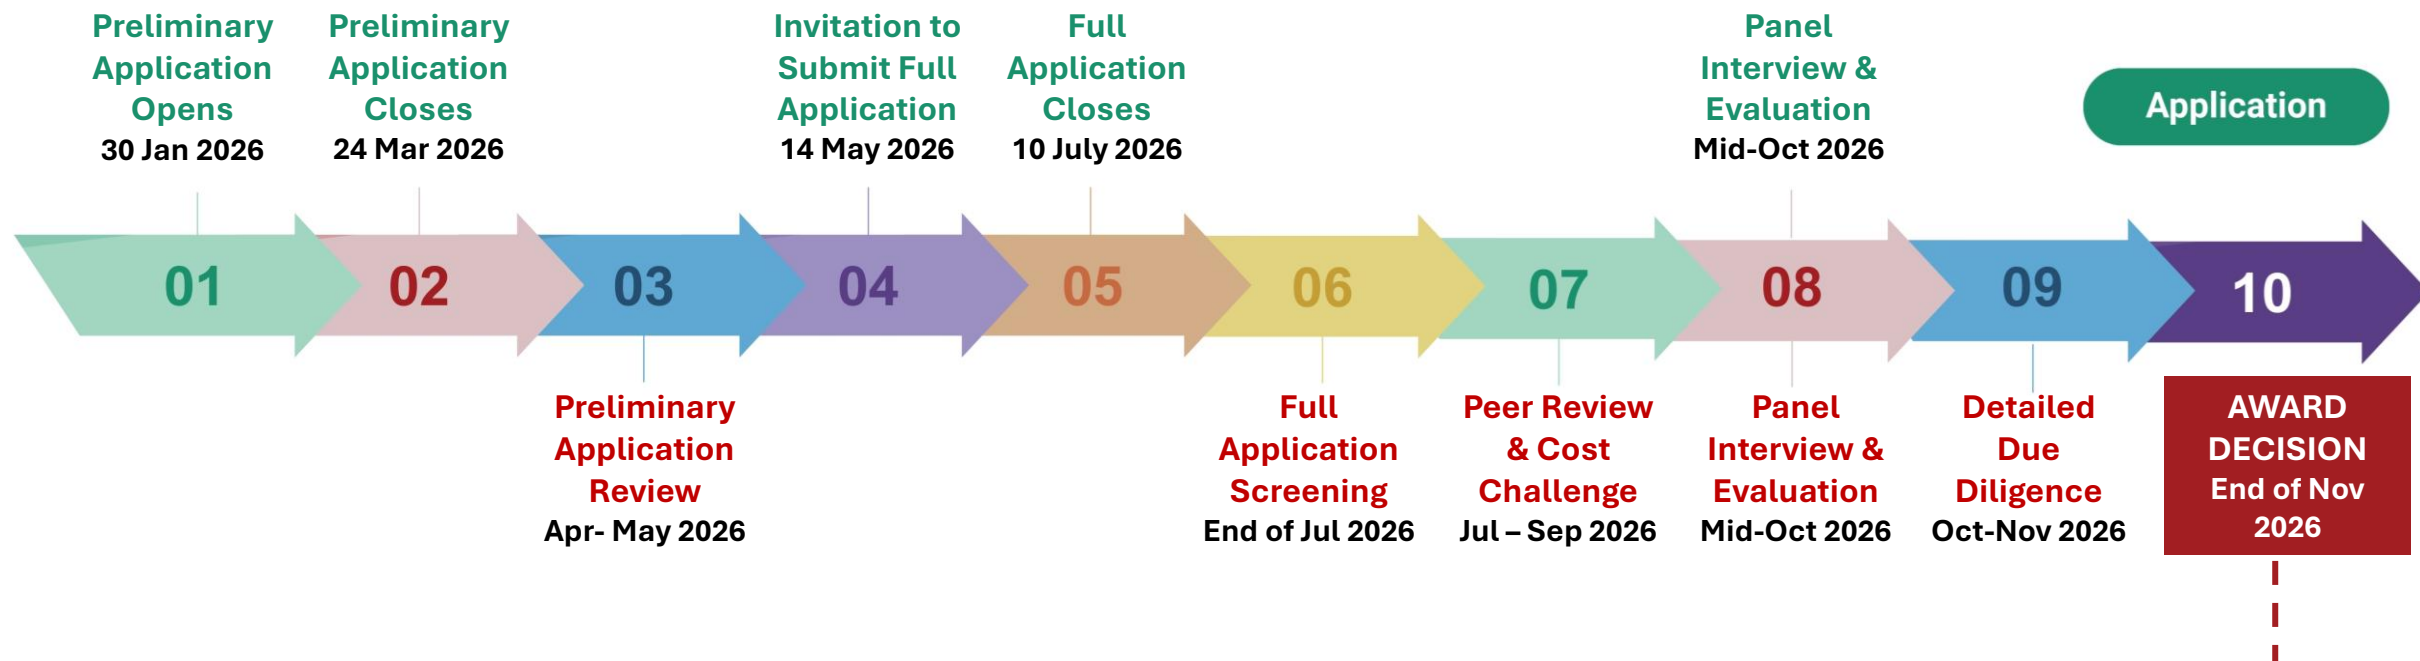 Preliminary
Application
Opens
30 Jan 2026
Preliminary
Application
Closes
24 Mar 2026
Invitation to
Submit Full
Application
14 May 2026
Full
Application
Closes
10 July 2026
Panel
Interview &
Evaluation
Mid-Oct 2026
Application
01
02
03
04
05
06
07
08
09
10
Preliminary
Application
Review
Apr- May 2026
Full
Application
Screening
End of Jul 2026
Peer Review
& Cost
Challenge
Jul – Sep 2026
Panel
Interview &
Evaluation
Mid-Oct 2026
Detailed
Due
Diligence
Oct-Nov 2026
AWARD
DECISION
End of Nov
2026